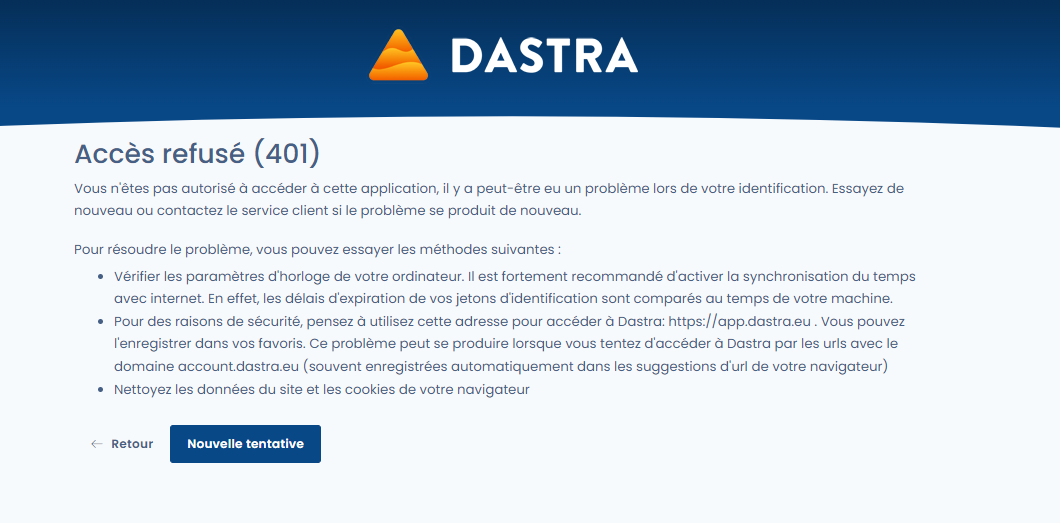 DASTRA
Accès refusé (401)
Vous n'êtes pas autorisé à accéder à cette application, il y a peut-être eu un problème lors de votre identification. Essayez de
nouveau ou contactez le service client si le problème se produit de nouveau.
Pour résoudre le problème, vous pouvez essayer les méthodes suivantes :
• Vérifier les paramètres d'horloge de votre ordinateur. Il est fortement recommandé d'activer la synchronisation du temps
avec internet. En effet, les délais d'expiration de vos jetons d'identification sont comparés au temps de votre machine.
• Pour des raisons de sécurité, pensez à utilisez cette adresse pour accéder à Dastra: https://app.dastra.eu . Vous pouvez
l'enregistrer dans vos favoris. Ce problème peut se produire lorsque vous tentez d'accéder à Dastra par les urls avec le
domaine account.dastra.eu (souvent enregistrées automatiquement dans les suggestions d'url de votre navigateur)
• Nettoyez les données du site et les cookies de votre navigateur
← Retour Nouvelle tentative